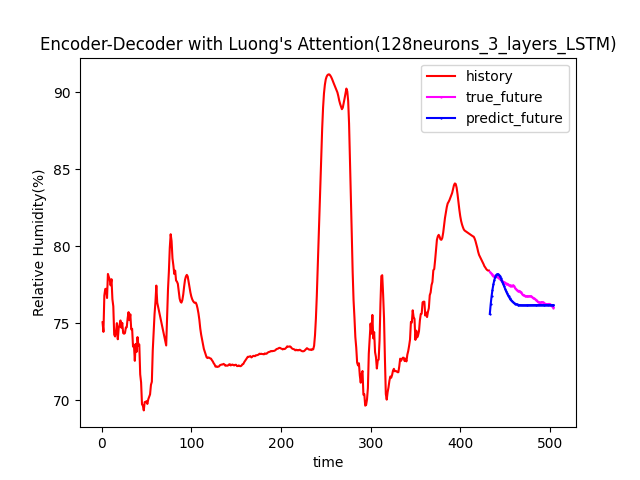 Encoder-Decoder with Luong's Attention(128neurons_3_layers_LSTM)
history
true_future
predict_future
Relative Humidity(%)
90
85
80
75
70
0 100 200 300 400 500
time